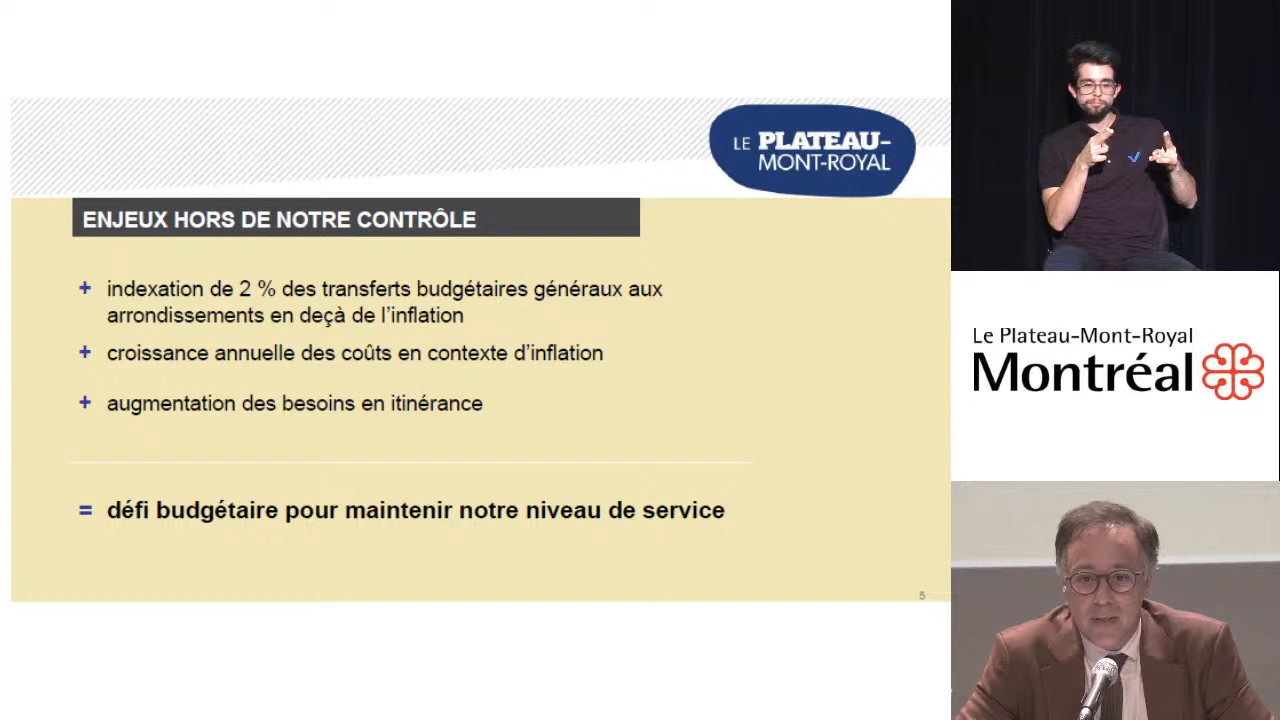 LE PLATEAU-
MONT-ROYAL
ENJEUX HORS DE NOTRE CONTRÔLE
+ indexation de 2 % des transferts budgétaires généraux aux
arrondissements en deçà de l'inflation
+ croissance annuelle des coûts en contexte d'inflation
+ augmentation des besoins en itinérance
= défi budgétaire pour maintenir notre niveau de service
5
Le Plateau-Mont-Royal
Montréal